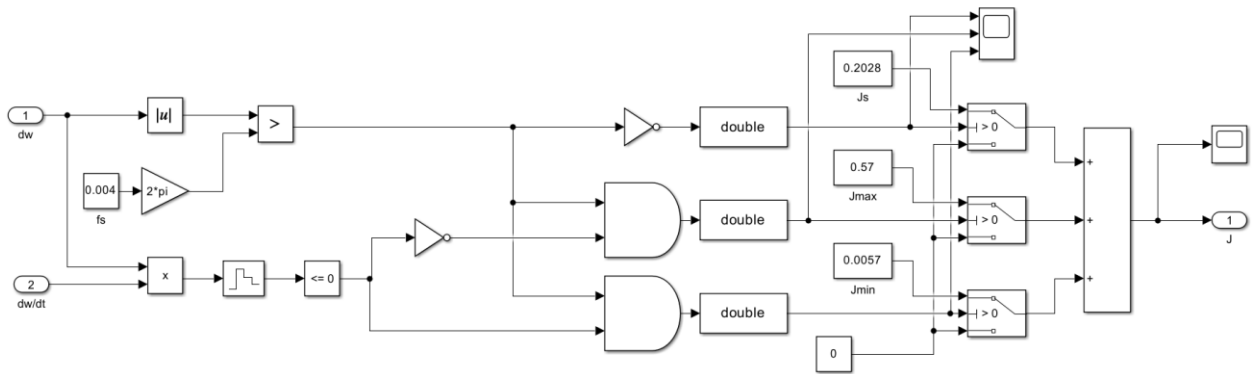 1
dw
|u|
>
0.004
fs
2*pi
2
dw/dt
x
<= 0
double
double
double
0.2028
Js
> 0
0.57
Jmax
> 0
0.0057
Jmin
> 0
0
+
+
+
1
J